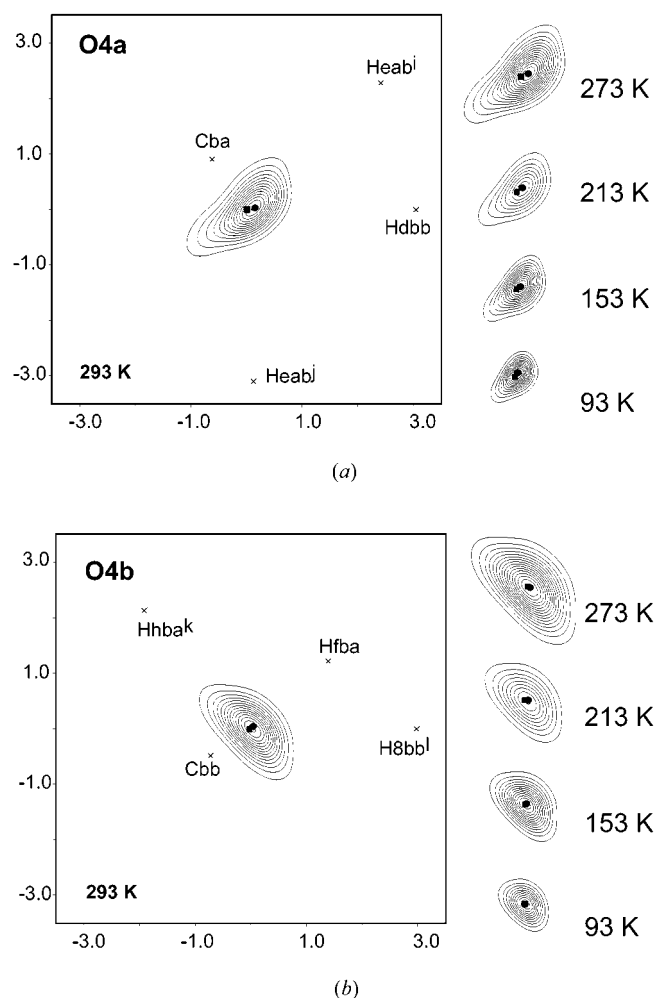 3.0
O4a
Heabⁱ
273 K
Cba
1.0
213 K
Hdbb
-1.0
153 K
-3.0
293 K
Heabʲ
93 K
-3.0 -1.0 1.0 3.0
(a)
3.0
O4b
Hhbaᵏ
273 K
Hfba
1.0
213 K
H8bbˡ
Cbb
-1.0
153 K
-3.0
293 K
93 K
-3.0 -1.0 1.0 3.0
(b)